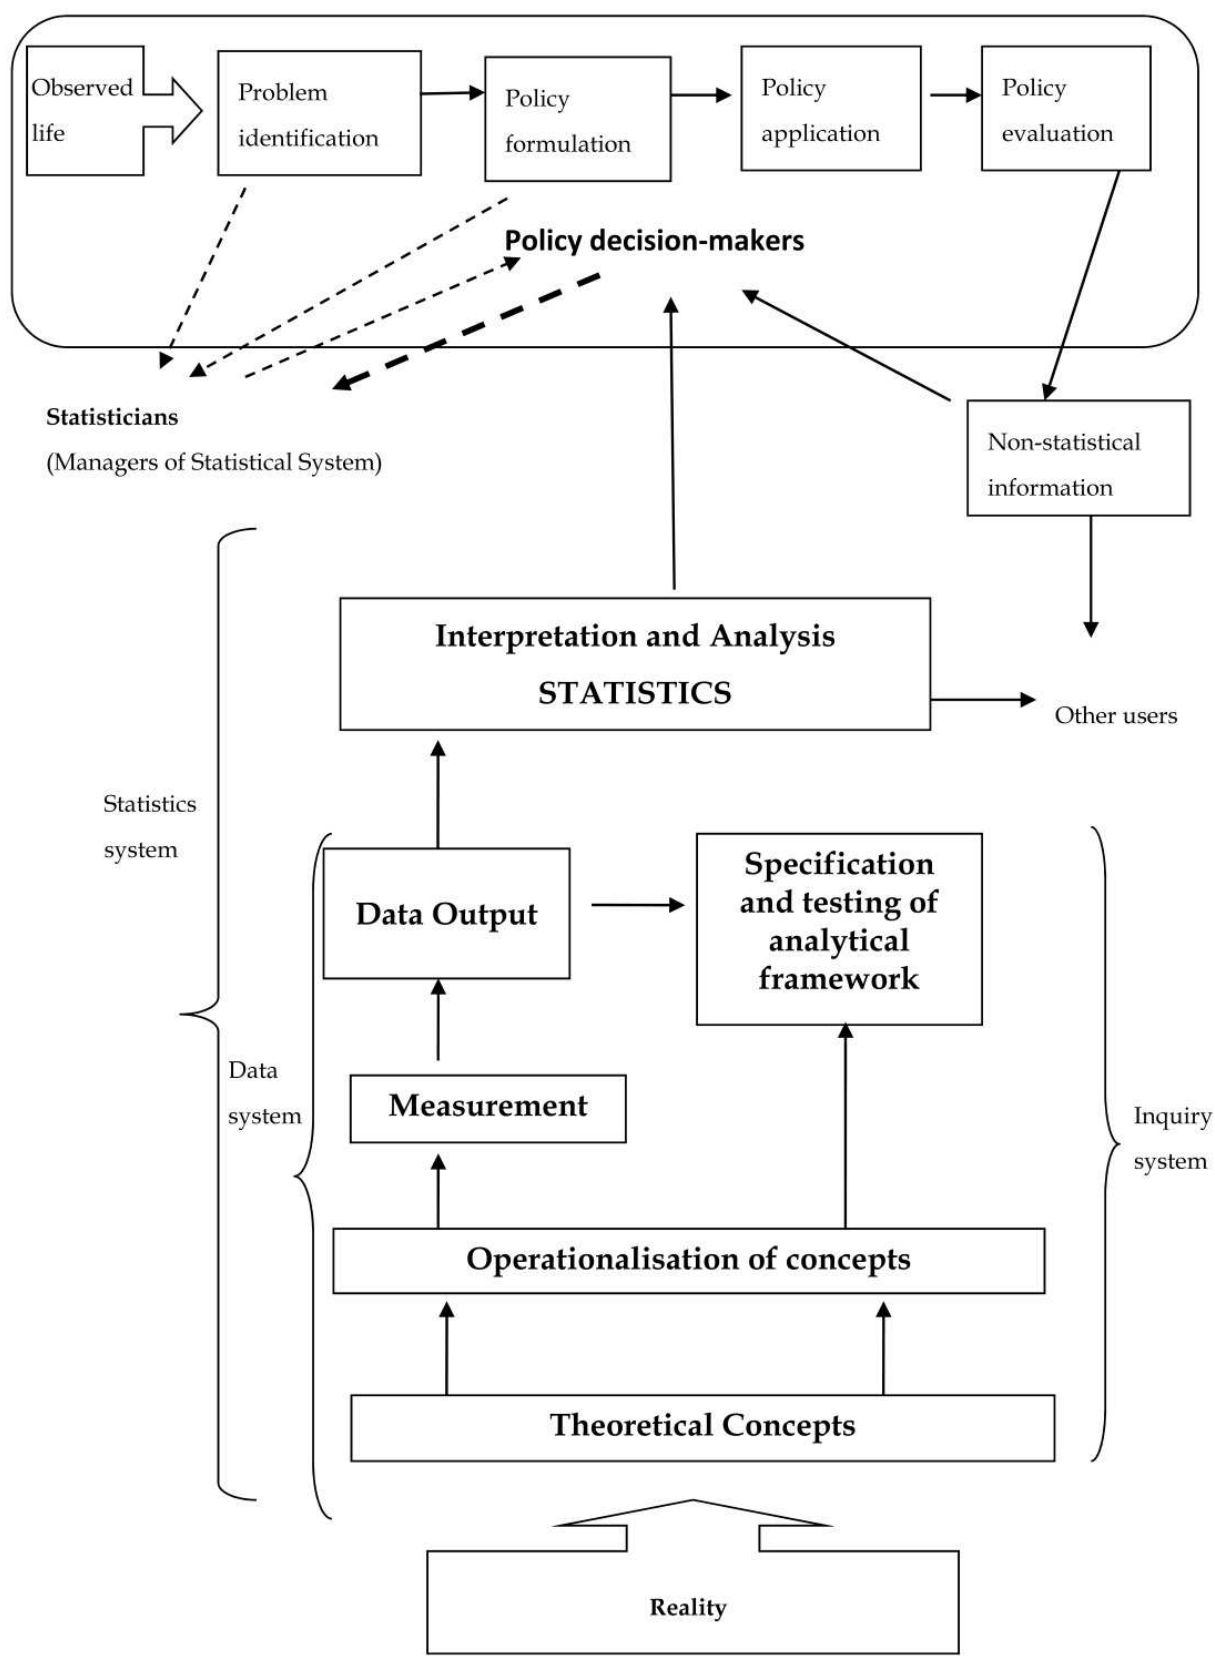 Observed
life
Problem
identification
Policy
formulation
Policy
application
Policy
evaluation
Policy decision-makers
Statisticians
(Managers of Statistical System)
Non-statistical
information
Interpretation and Analysis
STATISTICS
Other users
Statistics
system
Data Output
Specification
and testing of
analytical
framework
Data
system
Measurement
Inquiry
system
Operationalisation of concepts
Theoretical Concepts
Reality